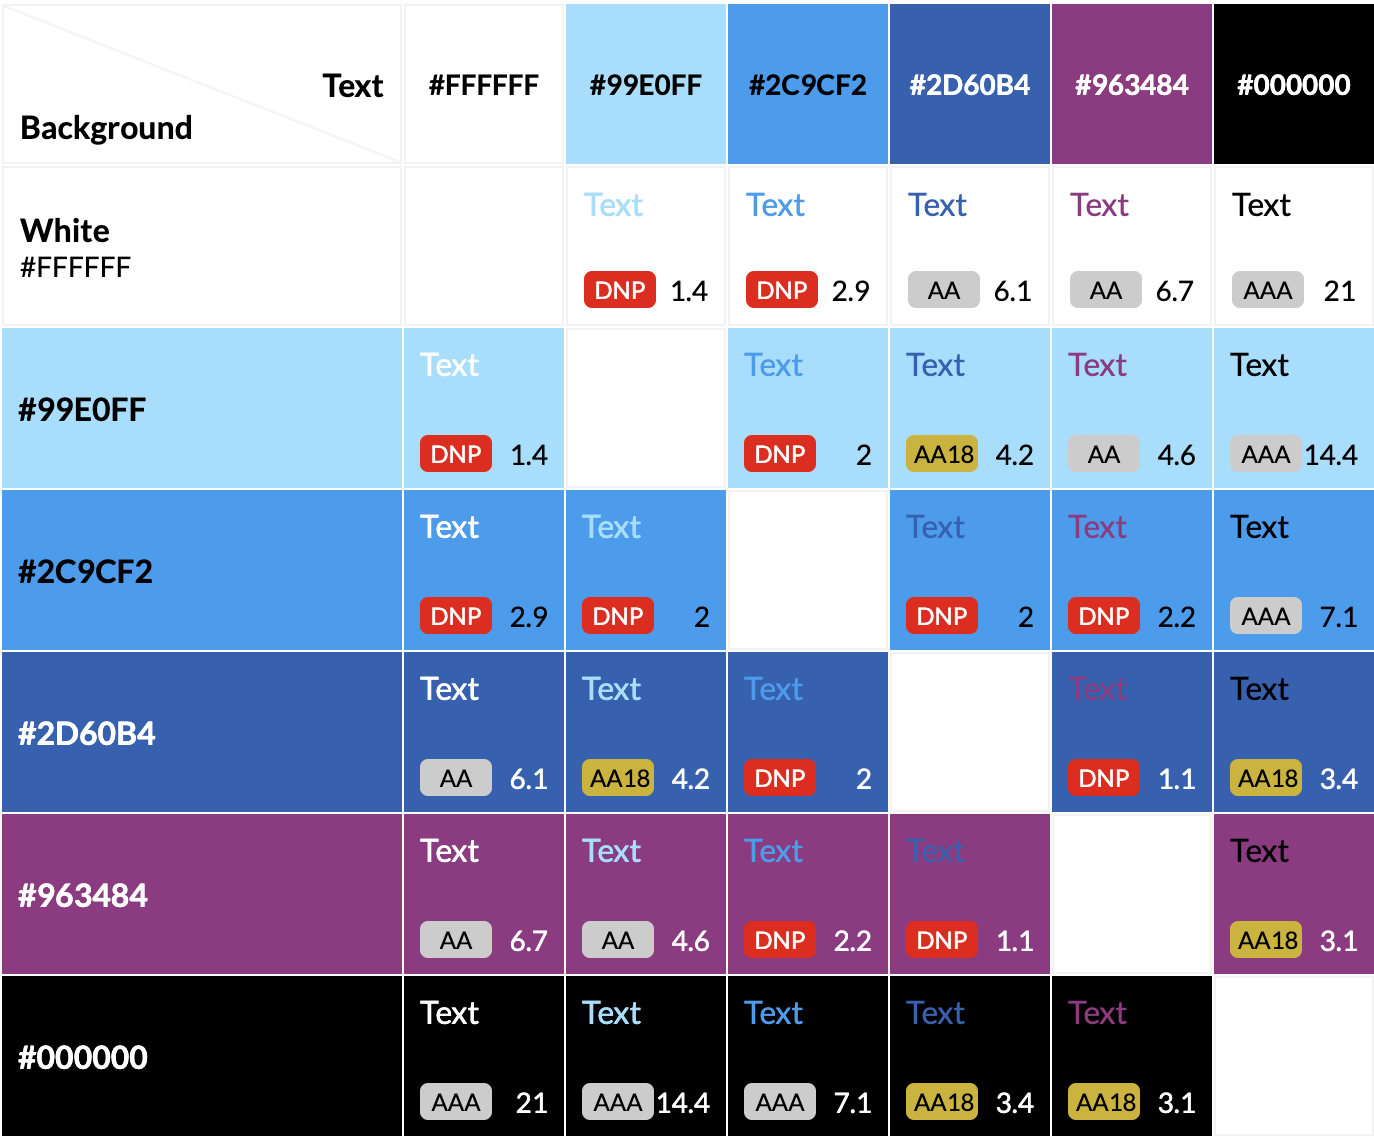 Text
Background
#FFFFFF #99E0FF #2C9CF2 #2D60B4 #963484 #000000
White
#FFFFFF
Text Text Text Text Text
DNP 1.4 DNP 2.9 AA 6.1 AA 6.7 AAA 21
#99E0FF
Text Text Text Text Text
DNP 1.4 DNP 2 AA18 4.2 AA 4.6 AAA 14.4
#2C9CF2
Text Text Text Text Text
DNP 2.9 DNP 2 DNP 2 DNP 2.2 AAA 7.1
#2D60B4
Text Text Text Text Text
AA 6.1 AA18 4.2 DNP 2 DNP 1.1 AA18 3.4
#963484
Text Text Text Text Text
AA 6.7 AA 4.6 DNP 2.2 DNP 1.1 AA18 3.1
#000000
Text Text Text Text Text
AAA 21 AAA 14.4 AAA 7.1 AA18 3.4 AA18 3.1